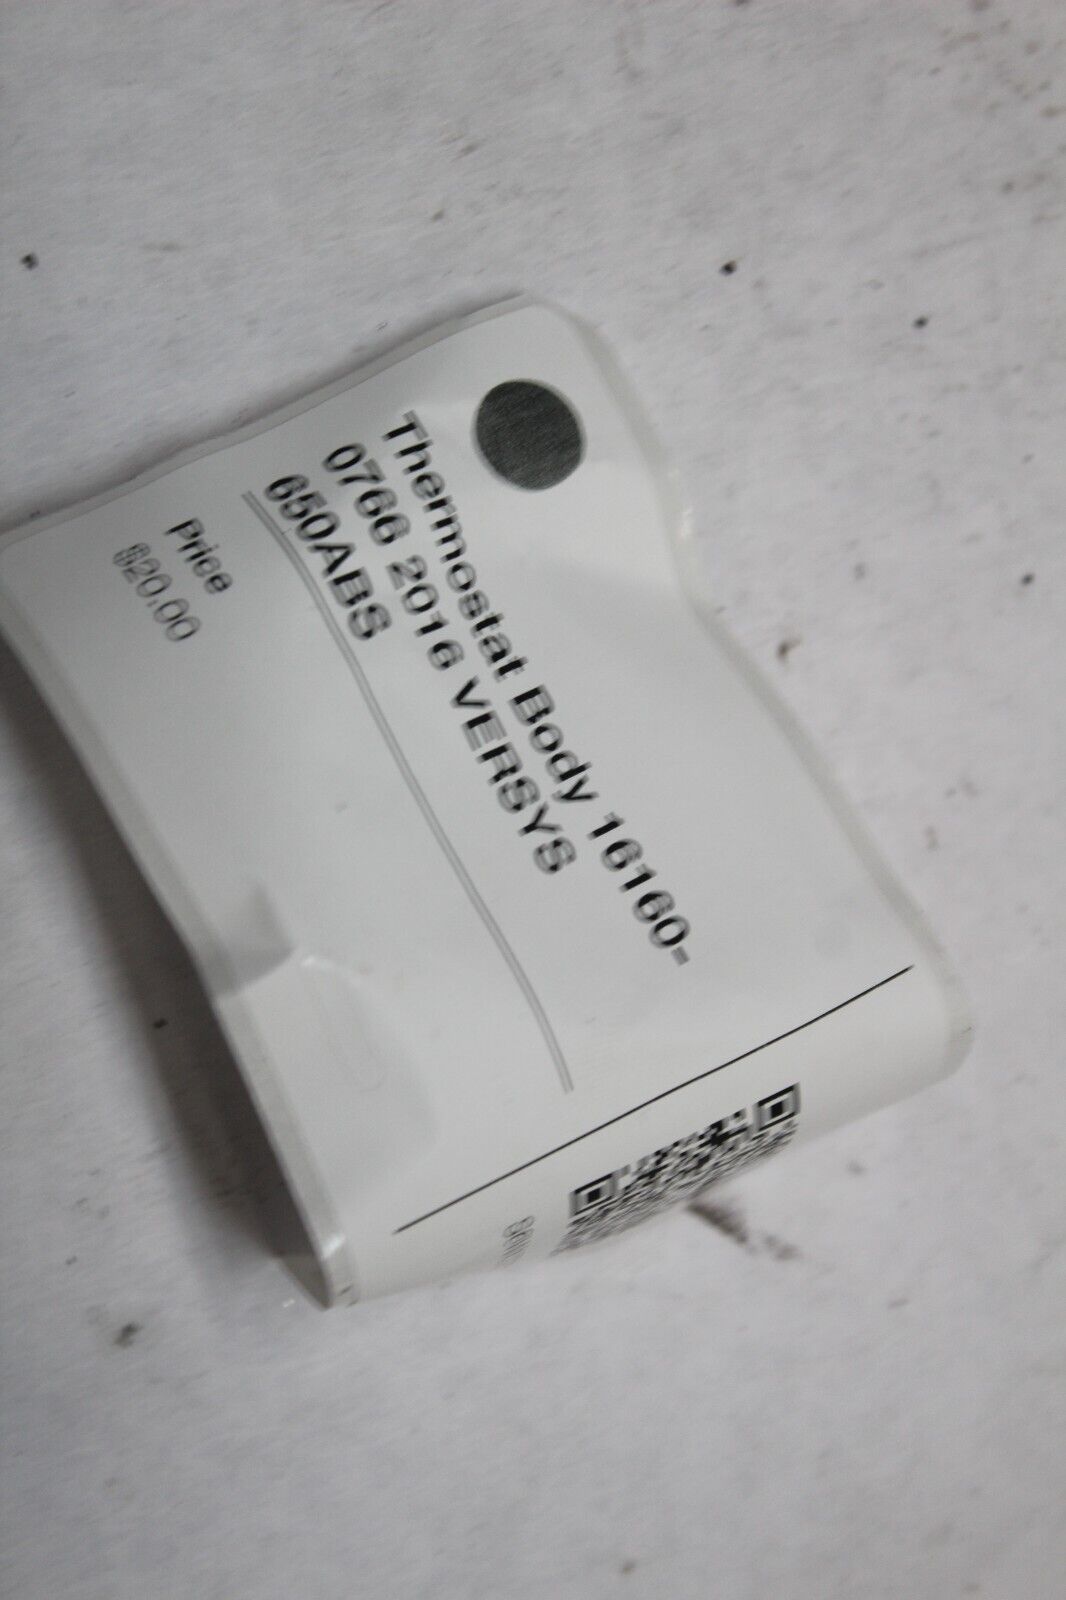 Thermostat Body 16160-
0766 2016 VERSYS
650ABS
Price
$20.00